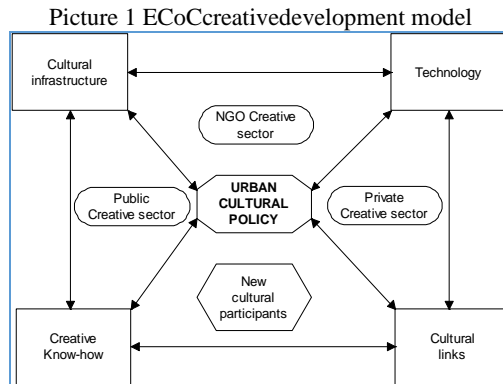 Picture 1 ECoCcreativedevelopment model
Cultural
infrastructure
Technology
NGO Creative
sector
Public
Creative sector
URBAN
CULTURAL
POLICY
Private
Creative sector
New
cultural
participants
Creative
Know-how
Cultural
links